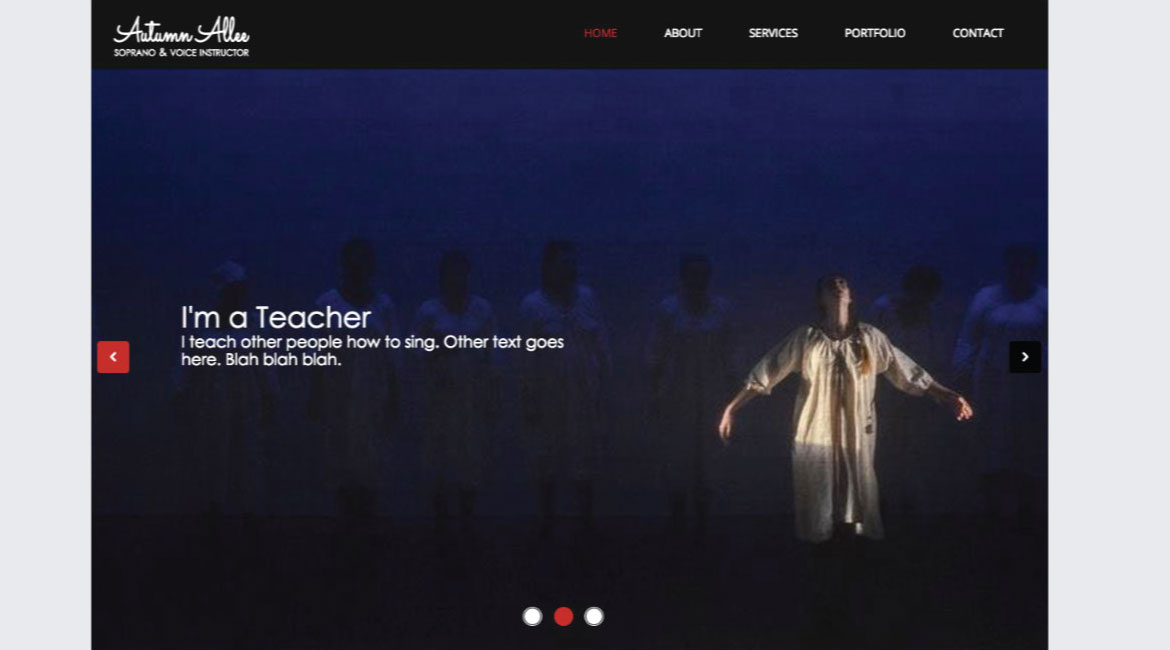 Autumn Allee
SOPRANO & VOICE INSTRUCTOR
HOME ABOUT SERVICES PORTFOLIO CONTACT
I'm a Teacher
I teach other people how to sing. Other text goes
here. Blah blah blah.